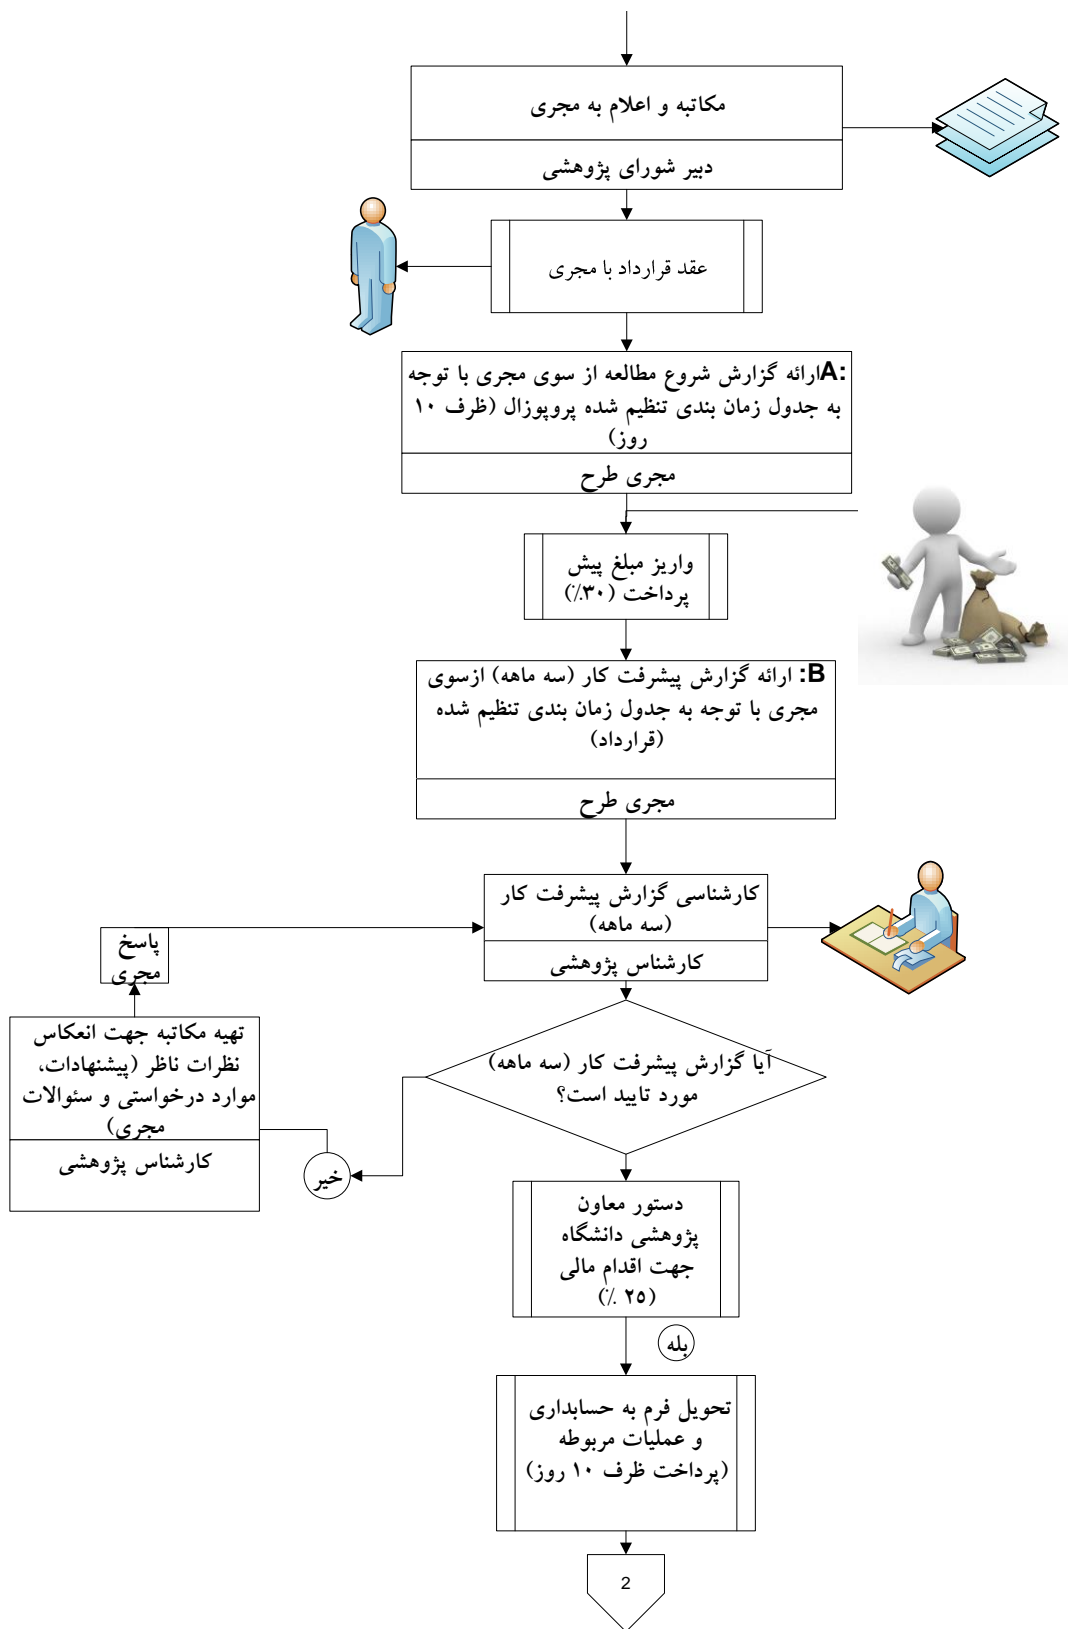 مکاتبه و اعلام به مجری
دبیر شورای پژوهشی
عقد قرارداد با مجری
A: ارائه گزارش شروع مطالعه از سوی مجری با توجه
به جدول زمان بندی تنظیم شده پروپوزال (ظرف ۱۰
روز)
مجری طرح
واریز مبلغ پیش
پرداخت (۳۰٪)
B: ارائه گزارش پیشرفت کار (سه ماهه) ازسوی
مجری با توجه به جدول زمان بندی تنظیم شده
(قرارداد)
مجری طرح
کارشناسی گزارش پیشرفت کار
(سه ماهه)
کارشناس پژوهشی
پاسخ
مجری
تهیه مکاتبه جهت انعکاس
نظرات ناظر (پیشنهادات،
موارد درخواستی و سئوالات
مجری)
کارشناس پژوهشی
آیا گزارش پیشرفت کار (سه ماهه)
مورد تایید است؟
خیر
دستور معاون
پژوهشی دانشگاه
جهت اقدام مالی
(۲۵ ٪)
بله
تحویل فرم به حسابداری
و عملیات مربوطه
(پرداخت ظرف ۱۰ روز)
2